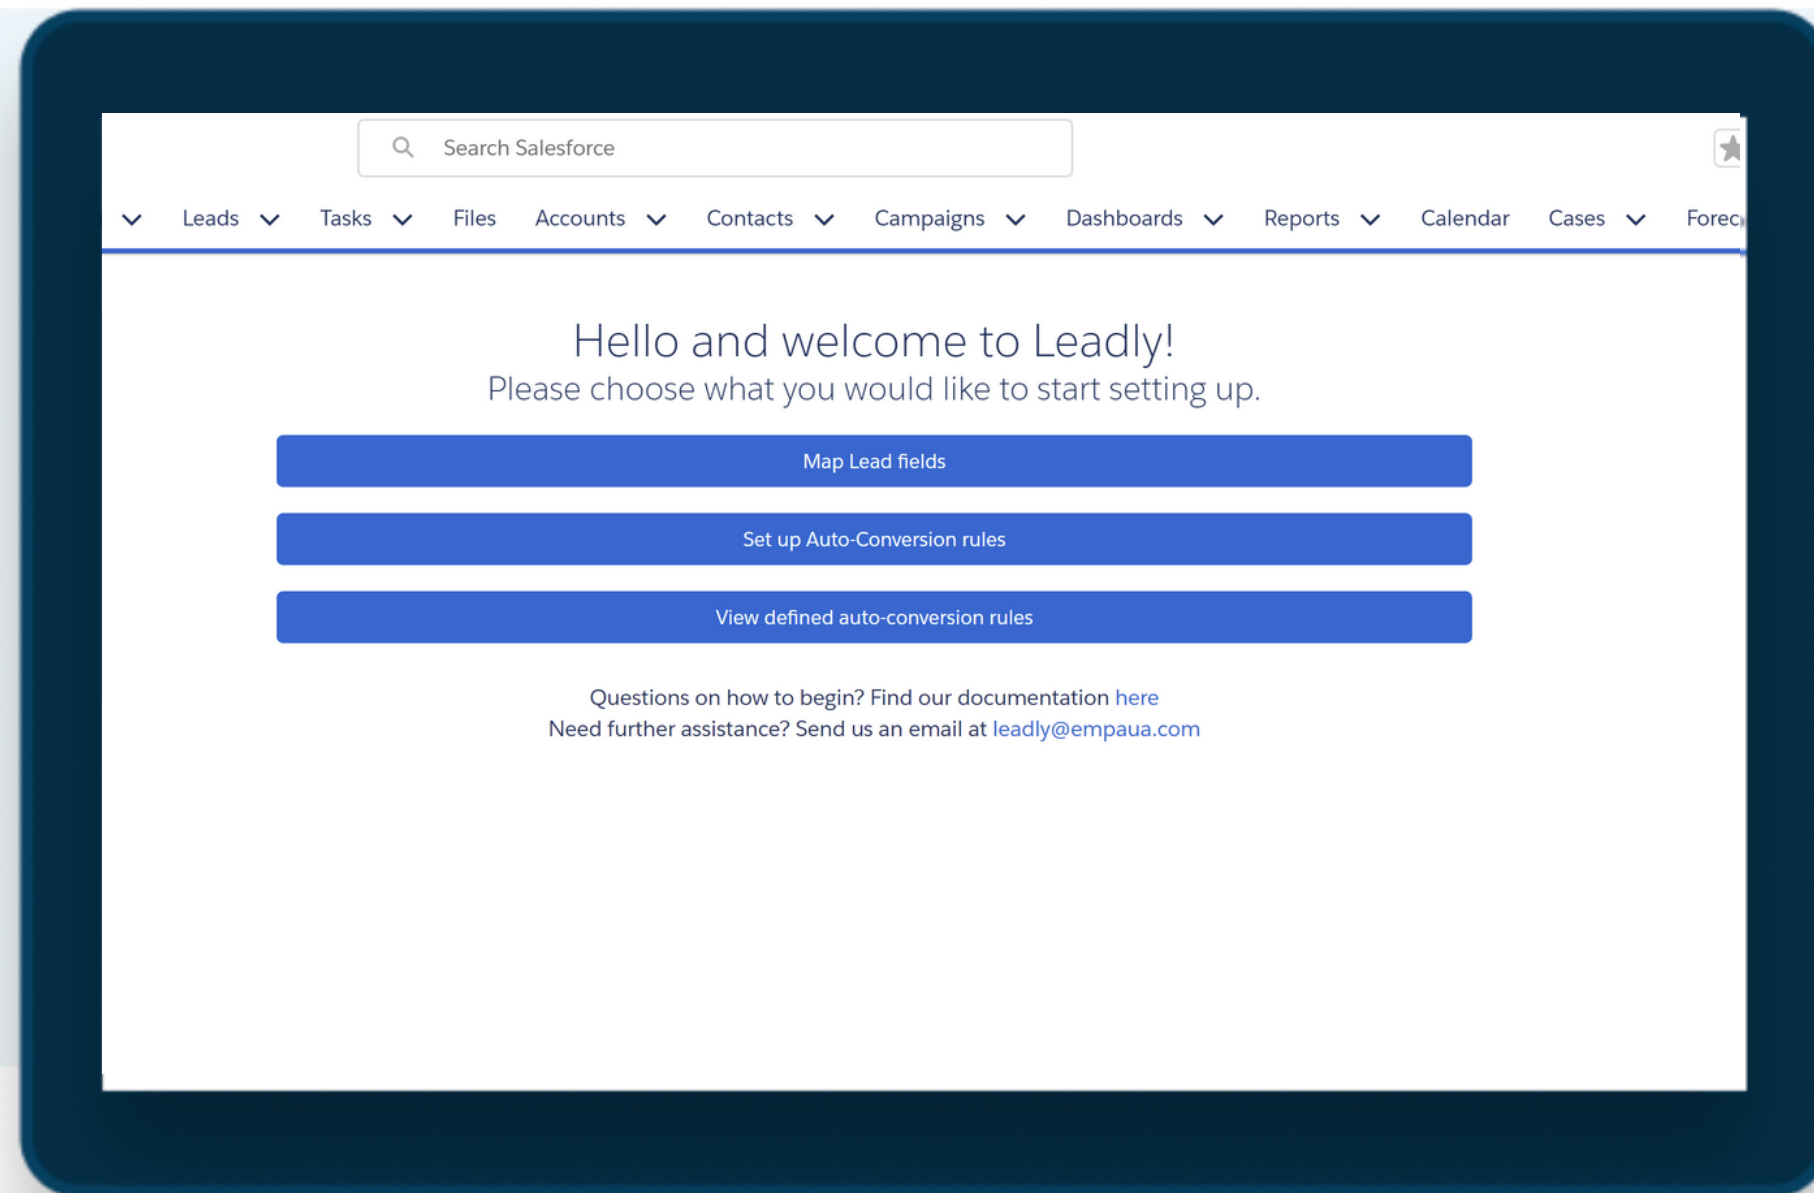 Search Salesforce
Leads Tasks Files Accounts Contacts Campaigns Dashboards Reports Calendar Cases
Hello and welcome to Leadly!
Please choose what you would like to start setting up.
Map Lead fields
Set up Auto-Conversion rules
View defined auto-conversion rules
Questions on how to begin? Find our documentation here
Need further assistance? Send us an email at leadly@empaua.com